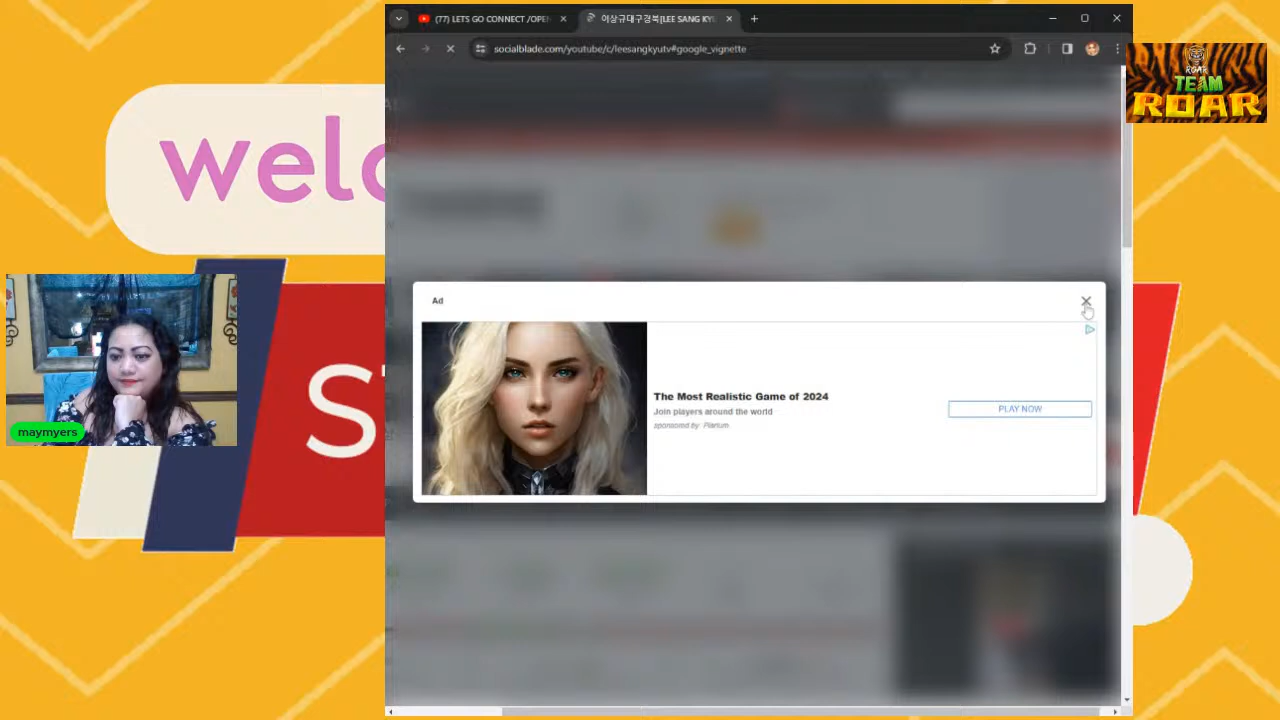 (77) LETS GO CONNECT /OPEN
이상규대구경북[LEE SANG KYU
socialblade.com/youtube/c/leesangkyutv#google_vignette
ROAR
TEAM
ROAR
welc
Ad
The Most Realistic Game of 2024
Join players around the world
PLAY NOW
sponsored by Plarium.
maymyers